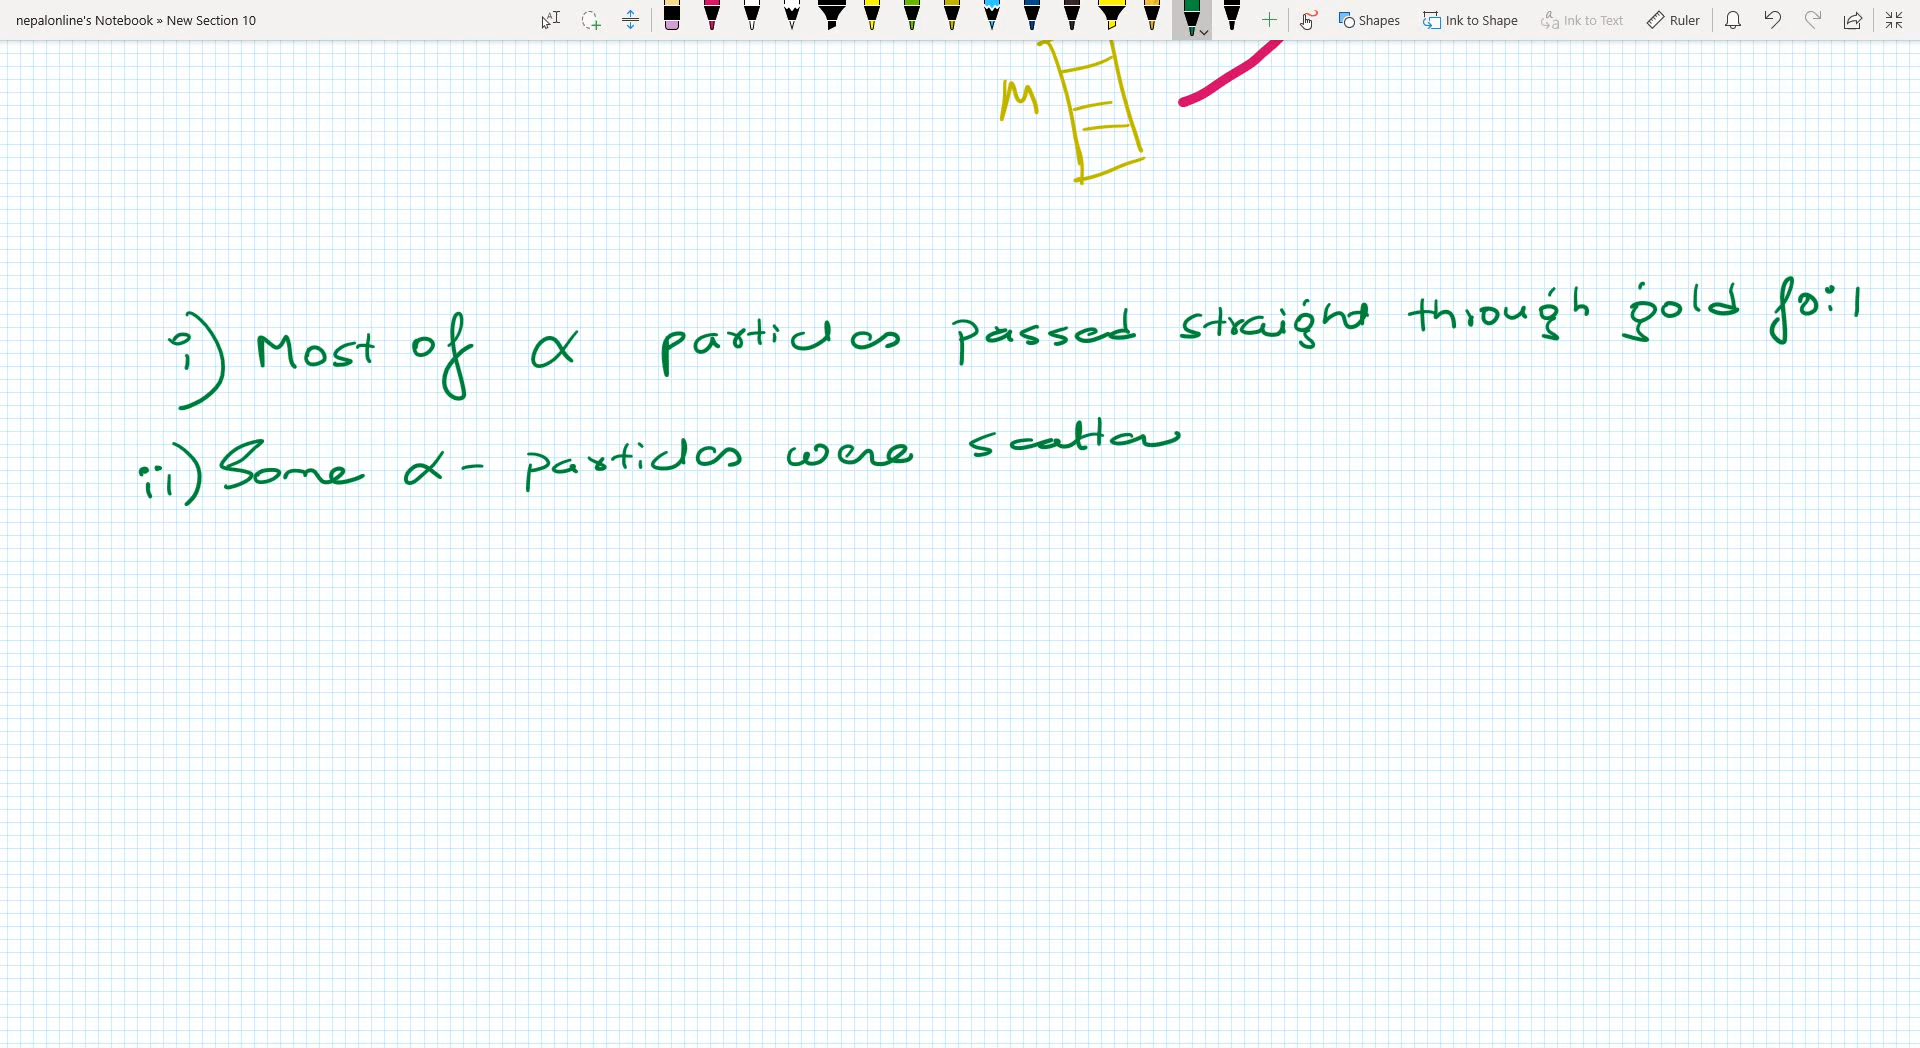 nepalonline's Notebook » New Section 10
Shapes Ink to Shape Ink to Text Ruler
M
i) Most of α particles passed straight through gold foil
ii) Some α- particles were scatter